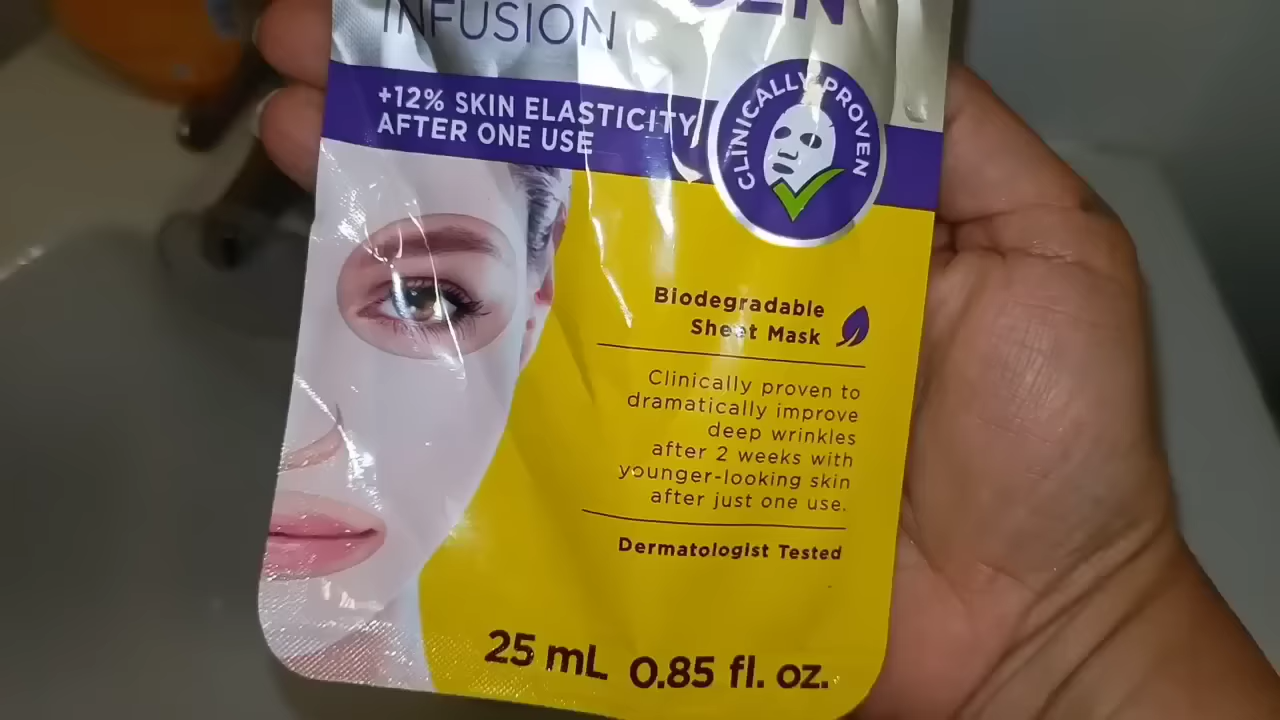 INFUSION
+12% SKIN ELASTICITY
AFTER ONE USE
CLINICALLY PROVEN
Biodegradable
Sheet Mask
Clinically proven to
dramatically improve
deep wrinkles
after 2 weeks with
younger-looking skin
after just one use.
Dermatologist Tested
25 mL 0.85 fl. oz.